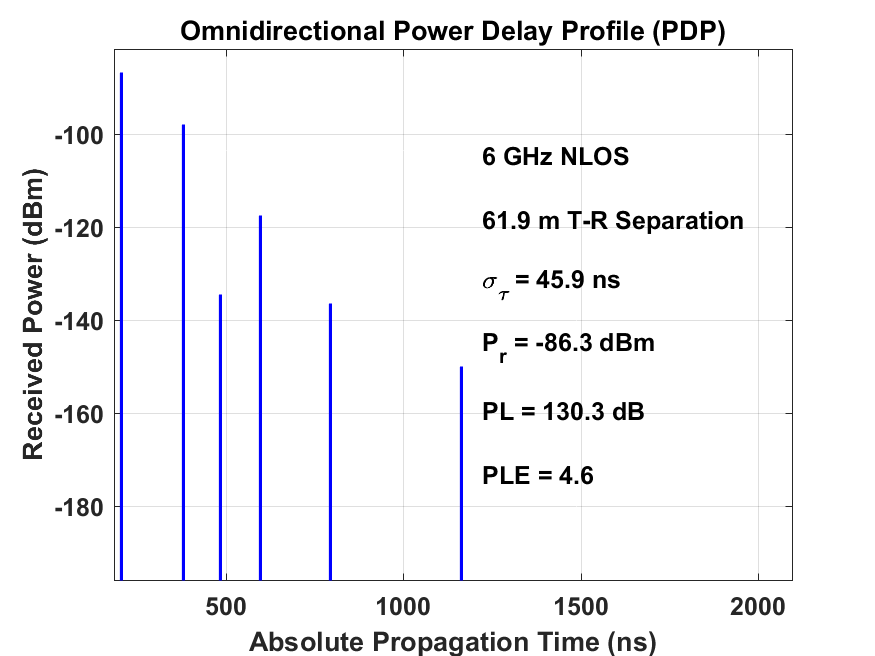 Omnidirectional Power Delay Profile (PDP)
Received Power (dBm)
-100
-120
-140
-160
-180
6 GHz NLOS
61.9 m T-R Separation
στ = 45.9 ns
Pr = -86.3 dBm
PL = 130.3 dB
PLE = 4.6
500 1000 1500 2000
Absolute Propagation Time (ns)